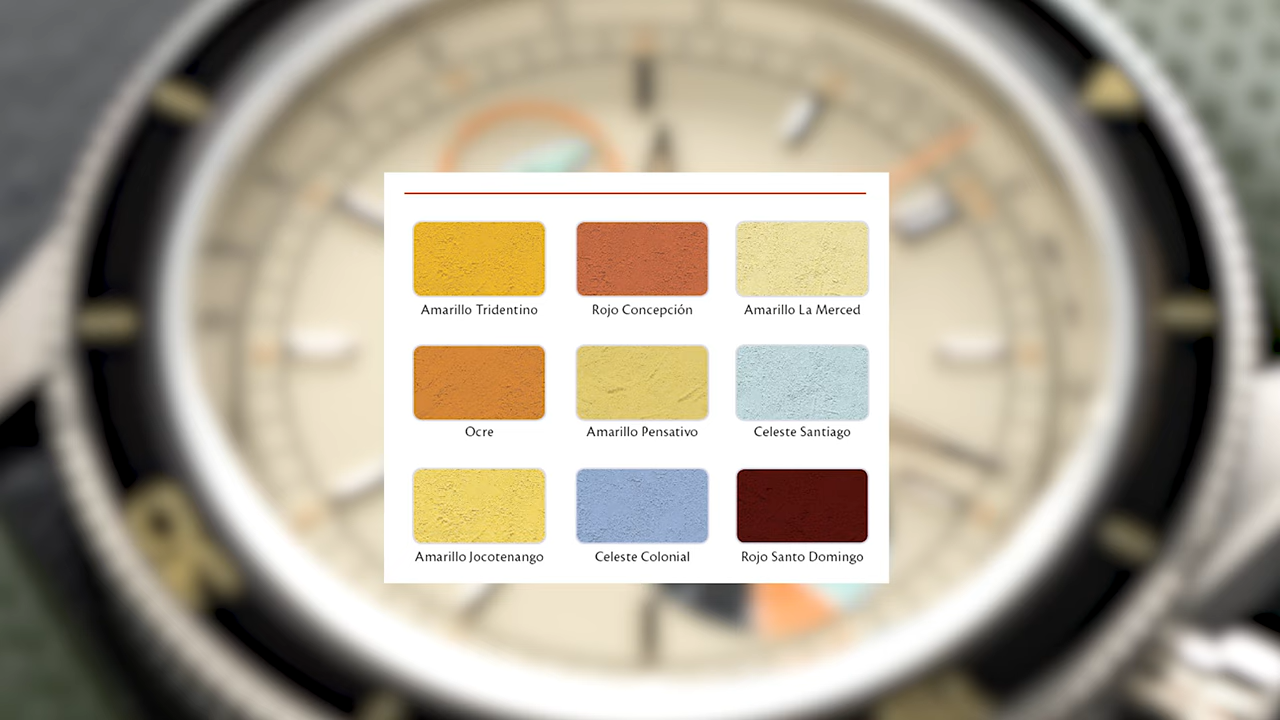 Amarillo Tridentino
Rojo Concepción
Amarillo La Merced
Ocre
Amarillo Pensativo
Celeste Santiago
Amarillo Jocotenango
Celeste Colonial
Rojo Santo Domingo